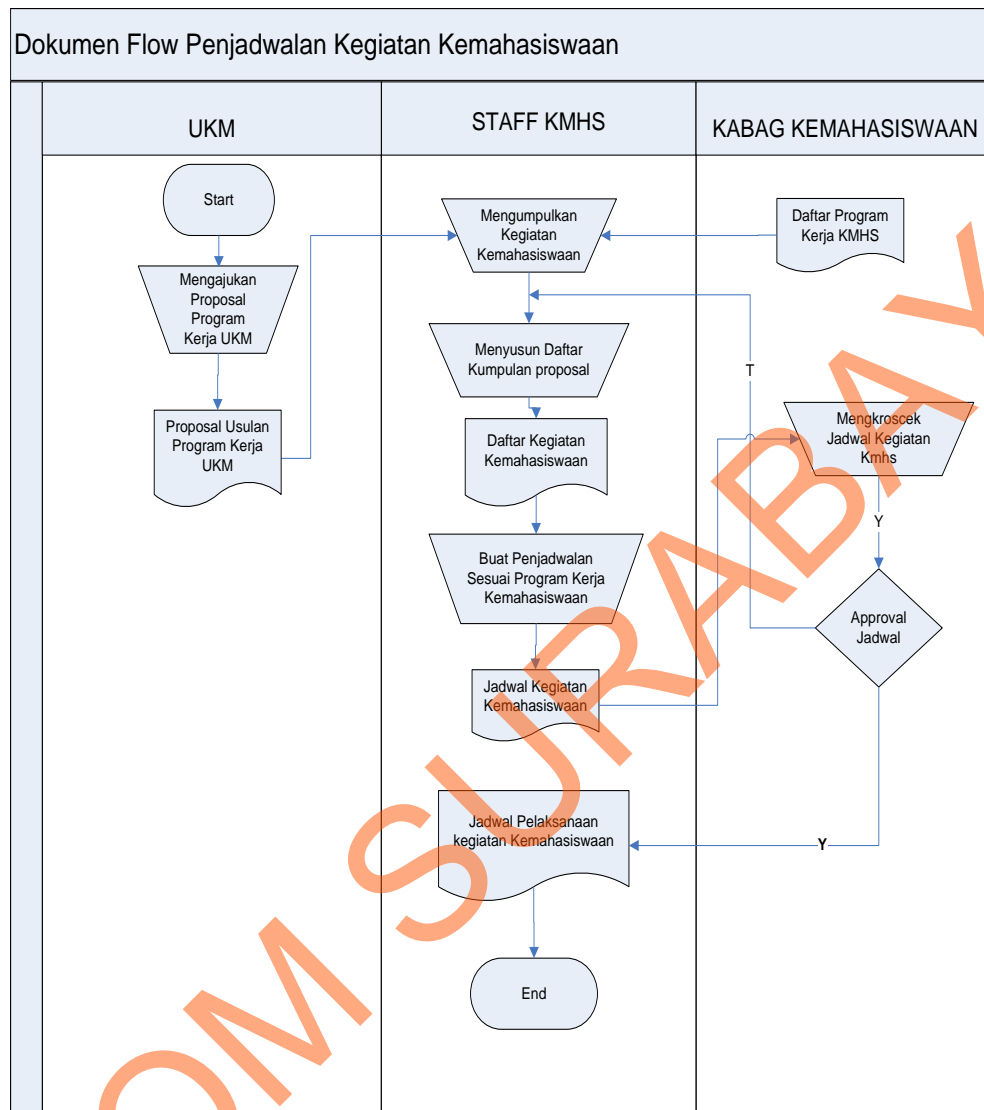 Dokumen Flow Penjadwalan Kegiatan Kemahasiswaan
UKM
STAFF KMHS
KABAG KEMAHASISWAAN
Start
Mengajukan
Proposal
Program
Kerja UKM
Proposal Usulan
Program Kerja
UKM
Mengumpulkan
Kegiatan
Kemahasiswaan
Menyusun Daftar
Kumpulan proposal
Daftar Kegiatan
Kemahasiswaan
Buat Penjadwalan
Sesuai Program Kerja
Kemahasiswaan
Jadwal Kegiatan
Kemahasiswaan
Jadwal Pelaksanaan
kegiatan Kemahasiswaan
End
Daftar Program
Kerja KMHS
T
Mengkroscek
Jadwal Kegiatan
Kmhs
Y
Approval
Jadwal
Y
OM SURABAY